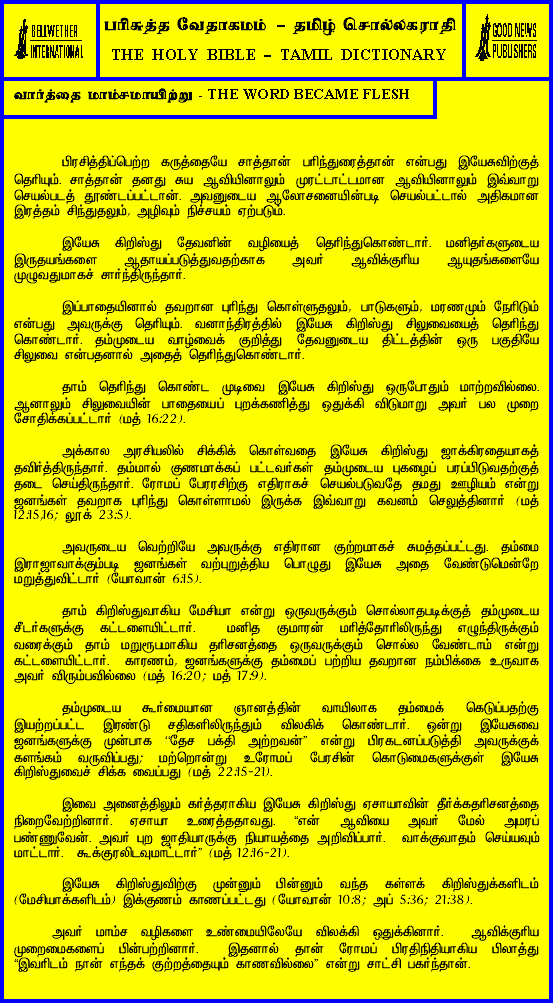 BELLWETHER
INTERNATIONAL
பரிசுத்த வேதாகமம் – தமிழ் சொல்லகராதி
THE HOLY BIBLE – TAMIL DICTIONARY
GOOD NEWS
PUBLISHERS
வார்த்தை மாம்சமாயிற்று - THE WORD BECAME FLESH
பிரசித்திப்பெற்ற கருத்தையே சாத்தான் பரிந்துரைத்தான் என்பது இயேசுவிற்குத்
தெரியும். சாத்தான் தனது சுய ஆவியினாலும் முரட்டாட்டமான ஆவியினாலும் இவ்வாறு
செயல்படத் தூண்டப்பட்டான். அவனுடைய ஆலோசனையின்படி செயல்பட்டால் அதிகமான
இரத்தம் சிந்துதலும், அழிவும் நிச்சயம் ஏற்படும்.
இயேசு கிறிஸ்து தேவனின் வழியைத் தெரிந்துகொண்டார். மனிதர்களுடைய
இருதயங்களை ஆதாயப்படுத்துவதற்காக அவர் ஆவிக்குரிய ஆயுதங்களையே
முழுவதுமாகச் சார்ந்திருந்தார்.
இப்பாதையினால் தவறான புரிந்து கொள்ளுதலும், பாடுகளும், மரணமும் நேரிடும்
என்பது அவருக்கு தெரியும். வனாந்திரத்தில் இயேசு கிறிஸ்து சிலுவையைத் தெரிந்து
கொண்டார். தம்முடைய வாழ்வைக் குறித்து தேவனுடைய திட்டத்தின் ஒரு பகுதியே
சிலுவை என்பதனால் அதைத் தெரிந்துகொண்டார்.
தாம் தெரிந்து கொண்ட முடிவை இயேசு கிறிஸ்து ஒருபோதும் மாற்றவில்லை.
ஆனாலும் சிலுவையின் பாதையைப் புறக்கணித்து ஒதுக்கி விடுமாறு அவர் பல முறை
சோதிக்கப்பட்டார் (மத் 16:22).
அக்கால அரசியலில் சிக்கிக் கொள்வதை இயேசு கிறிஸ்து ஜாக்கிரதையாகத்
தவிர்த்திருந்தார். தம்மால் குணமாக்கப் பட்டவர்கள் தம்முடைய புகழைப் பரப்பிடுவதற்குத்
தடை செய்திருந்தார். ரோமப் பேரரசிற்கு எதிராகச் செயல்படுவதே தமது ஊழியம் என்று
ஜனங்கள் தவறாக புரிந்து கொள்ளாமல் இருக்க இவ்வாறு கவனம் செலுத்தினார் (மத்
12:15,16; லூக் 23:5).
அவருடைய வெற்றியே அவருக்கு எதிரான குற்றமாகச் சுமத்தப்பட்டது. தம்மை
இராஜாவாக்கும்படி ஜனங்கள் வற்புறுத்திய பொழுது இயேசு அதை வேண்டுமென்றே
மறுத்துவிட்டார் (யோவான் 6:15).
தாம் கிறிஸ்துவாகிய மேசியா என்று ஒருவருக்கும் சொல்லாதபடிக்குத் தம்முடைய
சீடர்களுக்கு கட்டளையிட்டார். மனித குமாரன் மரித்தோரிலிருந்து எழுந்திருக்கும்
வரைக்கும் தாம் மறுரூபமாகிய தரிசனத்தை ஒருவருக்கும் சொல்ல வேண்டாம் என்று
கட்டளையிட்டார். காரணம், ஜனங்களுக்கு தம்மைப் பற்றிய தவறான நம்பிக்கை உருவாக
அவர் விரும்பவில்லை (மத் 16:20; மத் 17:9).
தம்முடைய கூர்மையான ஞானத்தின் வாயிலாக தம்மைக் கெடுப்பதற்கு
இயற்றப்பட்ட இரண்டு சதிகளிலிருந்தும் விலகிக் கொண்டார். ஒன்று இயேசுவை
ஜனங்களுக்கு முன்பாக “தேச பக்தி அற்றவன்” என்று பிரகடனப்படுத்தி அவருக்குக்
களங்கம் வருவிப்பது; மற்றொன்று உரோமப் பேரசின் கொடுமைகளுக்குள் இயேசு
கிறிஸ்துவைச் சிக்க வைப்பது (மத் 22:15-21).
இவை அனைத்திலும் கர்த்தராகிய இயேசு கிறிஸ்து ஏசாயாவின் தீர்க்கதரிசனத்தை
நிறைவேற்றினார். ஏசாயா உரைத்ததாவது. “என் ஆவியை அவர் மேல் அமரப்
பண்ணுவேன். அவர் புற ஜாதியாருக்கு நியாயத்தை அறிவிப்பார். வாக்குவாதம் செய்யவும்
மாட்டார். கூக்குரலிடவுமாட்டார்” (மத் 12:16-21).
இயேசு கிறிஸ்துவிற்கு முன்னும் பின்னும் வந்த கள்ளக் கிறிஸ்துக்களிடம்
(மேசியாக்களிடம்) இக்குணம் காணப்பட்டது (யோவான் 10:8; அப் 5:36; 21:38).
அவர் மாம்ச வழிகளை உண்மையிலேயே விலக்கி ஒதுக்கினார். ஆவிக்குரிய
முறைமைகளைப் பின்பற்றினார். இதனால் தான் ரோமப் பிரதிநிதியாகிய பிலாத்து
“இவரிடம் நான் எந்தக் குற்றத்தையும் காணவில்லை” என்று சாட்சி பகர்ந்தான்.